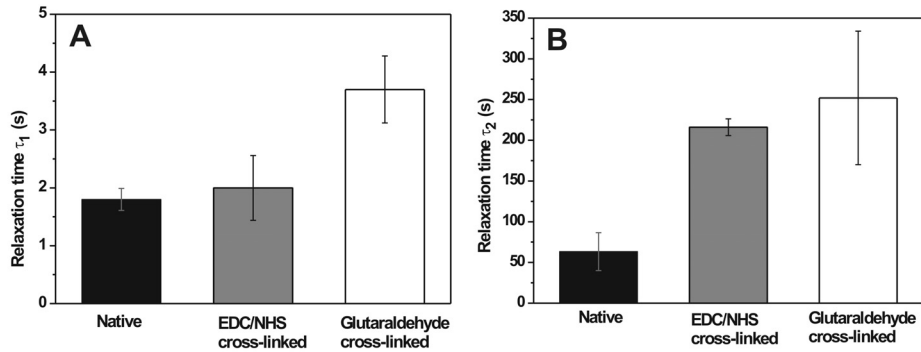 A
Relaxation time τ1 (s)
5
4
3
2
1
0
Native
EDC/NHS
cross-linked
Glutaraldehyde
cross-linked
B
Relaxation time τ2 (s)
350
300
250
200
150
100
50
0
Native
EDC/NHS
cross-linked
Glutaraldehyde
cross-linked